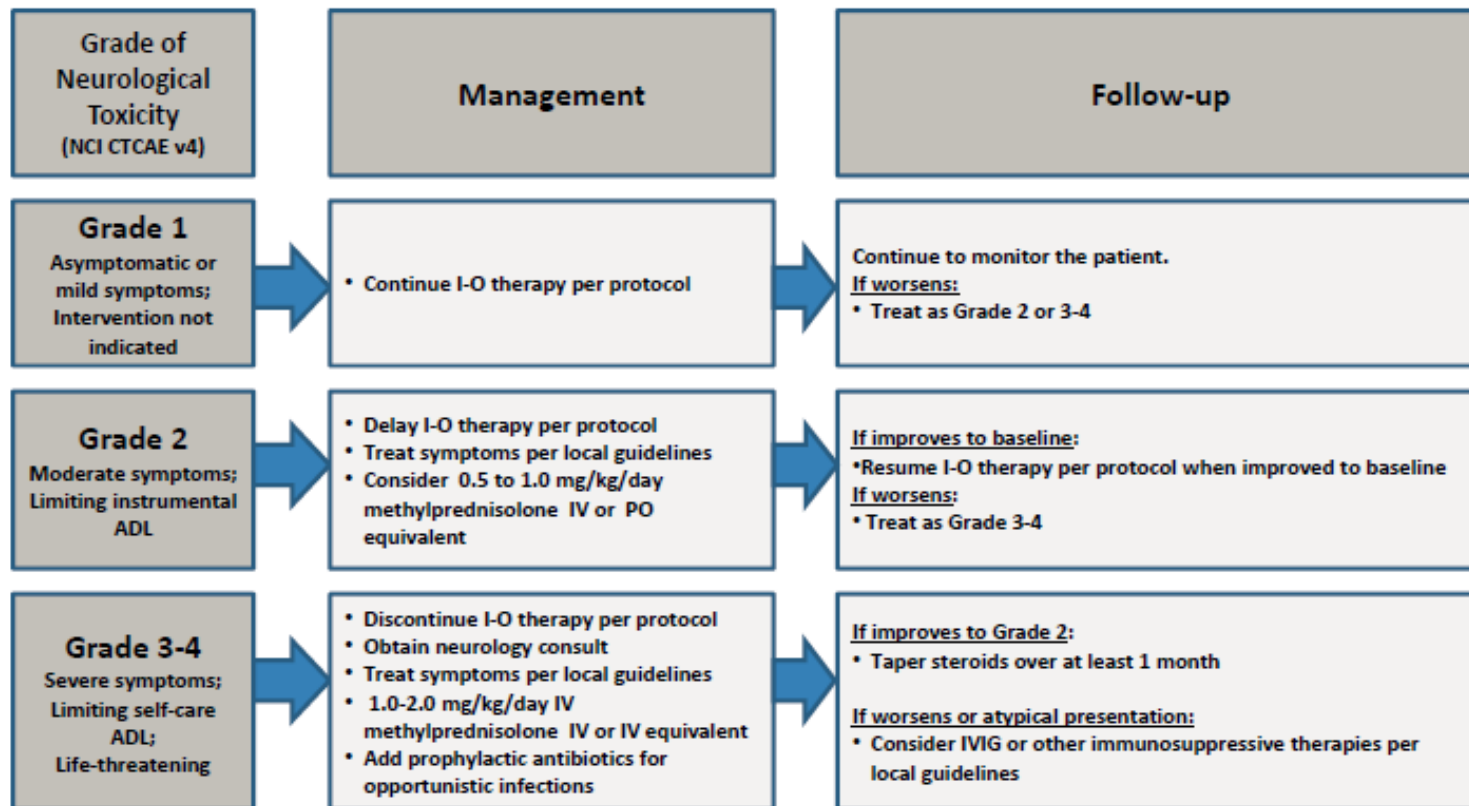 Grade of
Neurological
Toxicity
(NCI CTCAE v4)
Management
Follow-up
Grade 1
Asymptomatic or
mild symptoms;
Intervention not
indicated
• Continue I-O therapy per protocol
Continue to monitor the patient.
If worsens:
• Treat as Grade 2 or 3-4
Grade 2
Moderate symptoms;
Limiting instrumental
ADL
• Delay I-O therapy per protocol
• Treat symptoms per local guidelines
• Consider 0.5 to 1.0 mg/kg/day
methylprednisolone IV or PO
equivalent
If improves to baseline:
•Resume I-O therapy per protocol when improved to baseline
If worsens:
• Treat as Grade 3-4
Grade 3-4
Severe symptoms;
Limiting self-care
ADL;
Life-threatening
• Discontinue I-O therapy per protocol
• Obtain neurology consult
• Treat symptoms per local guidelines
• 1.0-2.0 mg/kg/day IV
methylprednisolone IV or IV equivalent
• Add prophylactic antibiotics for
opportunistic infections
If improves to Grade 2:
• Taper steroids over at least 1 month
If worsens or atypical presentation:
• Consider IVIG or other immunosuppressive therapies per
local guidelines